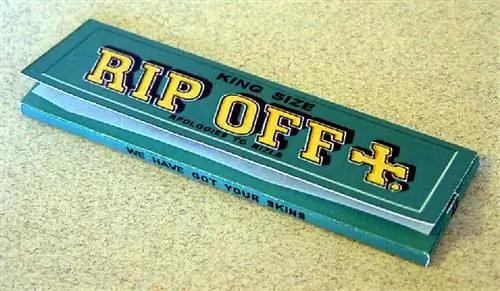 KING SIZE
RIP OFF+.
APOLOGIES TO RIZLA
WE HAVE GOT YOUR SKINS